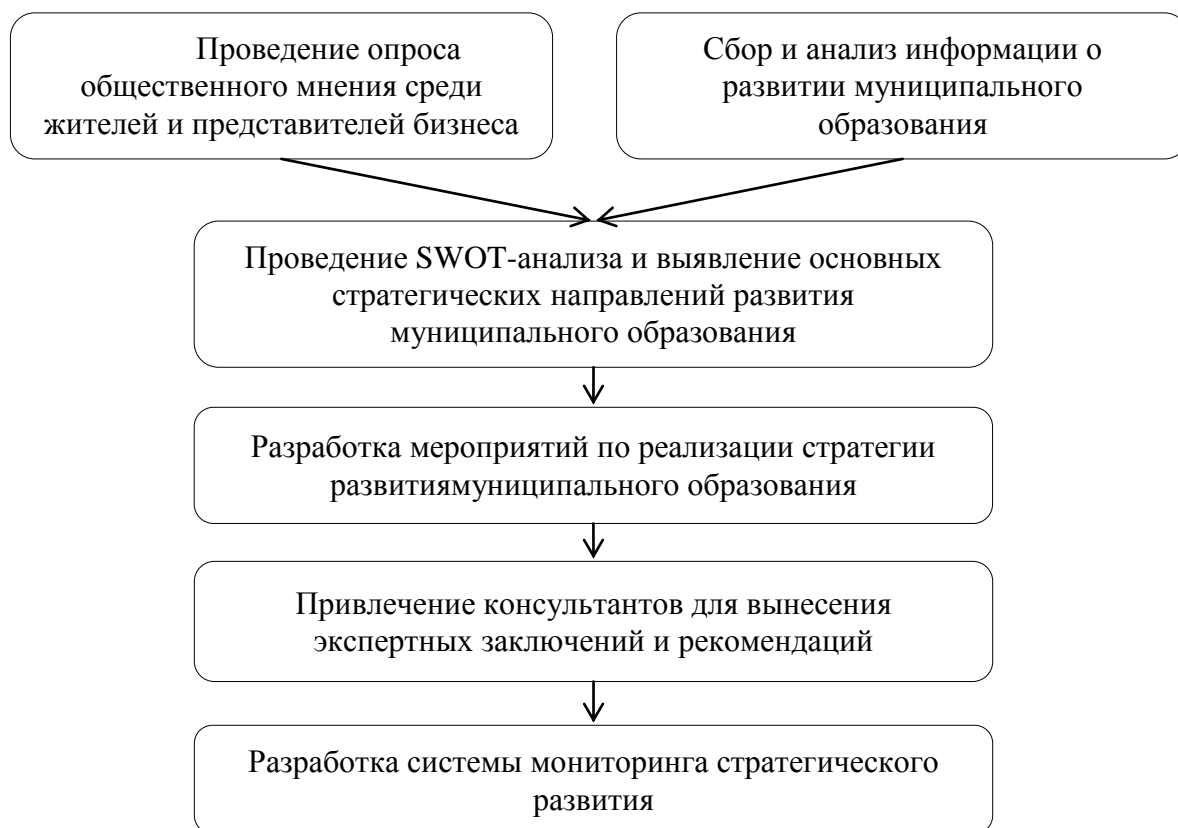 Проведение опроса
общественного мнения среди
жителей и представителей бизнеса
Сбор и анализ информации о
развитии муниципального
образования
Проведение SWOT-анализа и выявление основных
стратегических направлений развития
муниципального образования
Разработка мероприятий по реализации стратегии
развитиямуниципального образования
Привлечение консультантов для вынесения
экспертных заключений и рекомендаций
Разработка системы мониторинга стратегического
развития